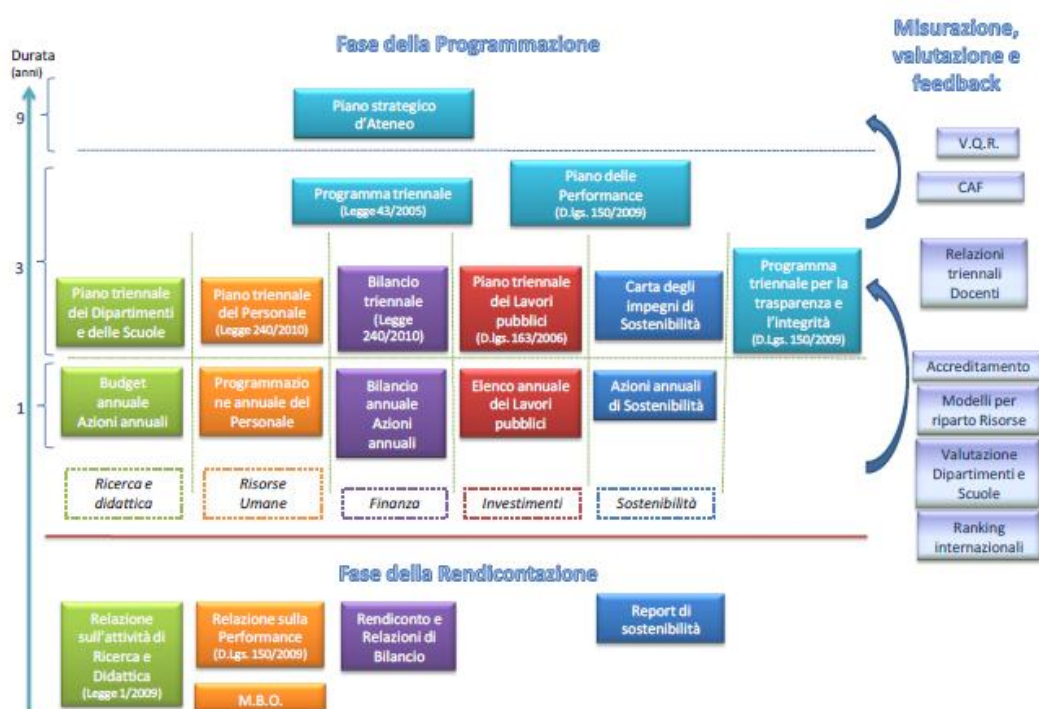 Fase della Programmazione
Misurazione,
valutazione e
feedback
Durata
(anni)
9
Piano strategico
d'Ateneo
V.Q.R.
CAF
Programma triennale
(Legge 43/2005)
Piano delle
Performance
(D.lgs. 150/2009)
3
Relazioni
triennali
Docenti
Piano triennale
dei Dipartimenti
e delle Scuole
Piano triennale
del Personale
(Legge 240/2010)
Bilancio
triennale
(Legge
240/2010)
Piano triennale
dei Lavori
pubblici
(D.lgs. 163/2006)
Carta degli
impegni di
Sostenibilità
Programma
triennale per la
trasparenza e
l'integrità
(D.lgs. 150/2009)
1
Budget
annuale
Azioni annuali
Programmazio
ne annuale del
Personale
Bilancio
annuale
Azioni
annuali
Elenco annuale
dei Lavori
pubblici
Azioni annuali
di Sostenibilità
Accreditamento
Modelli per
riparto Risorse
Valutazione
Dipartimenti e
Scuole
Ranking
internazionali
Ricerca e
didattica
Risorse
Umane
Finanza
Investimenti
Sostenibilità
Fase della Rendicontazione
Relazione
sull'attività di
Ricerca e
Didattica
(Legge 1/2009)
Relazione sulla
Performance
(D.Lgs. 150/2009)
M.B.O.
Rendiconto e
Relazioni di
Bilancio
Report di
sostenibilità